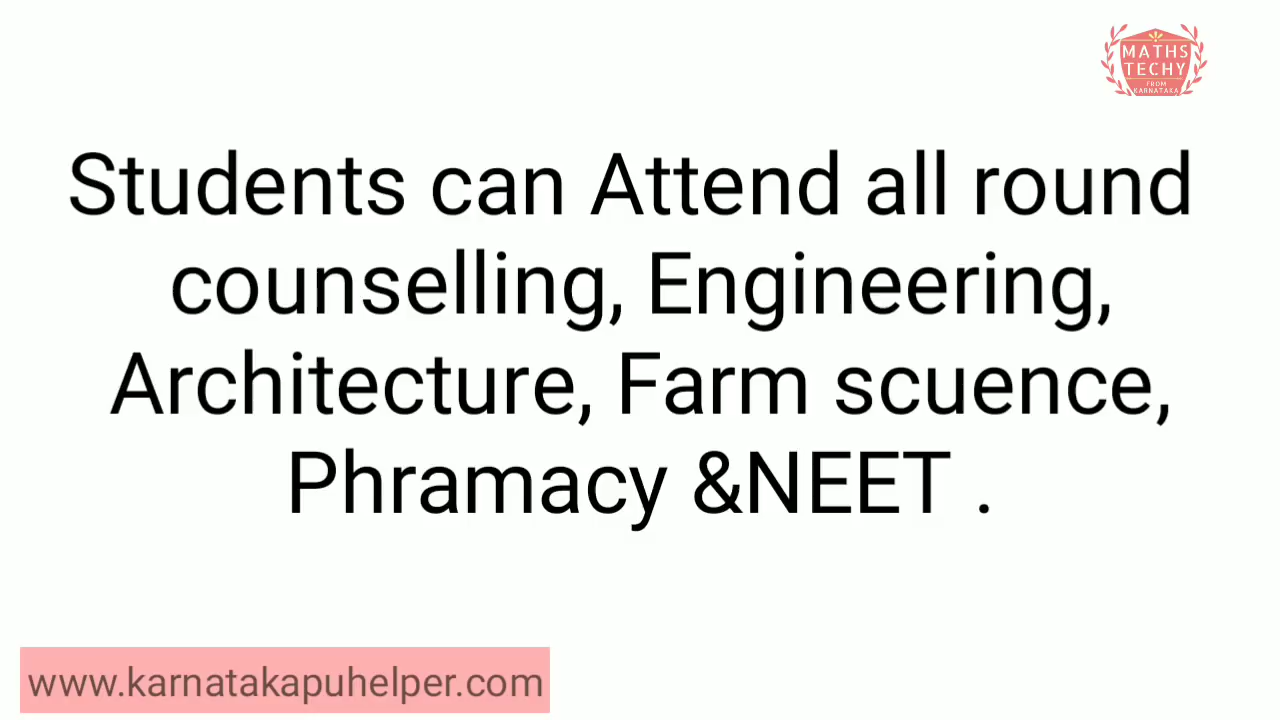 MATHS
TECHY
FROM
KARNATAKA
Students can Attend all round
counselling, Engineering,
Architecture, Farm scuence,
Phramacy &NEET .
www.karnatakapuhelper.com